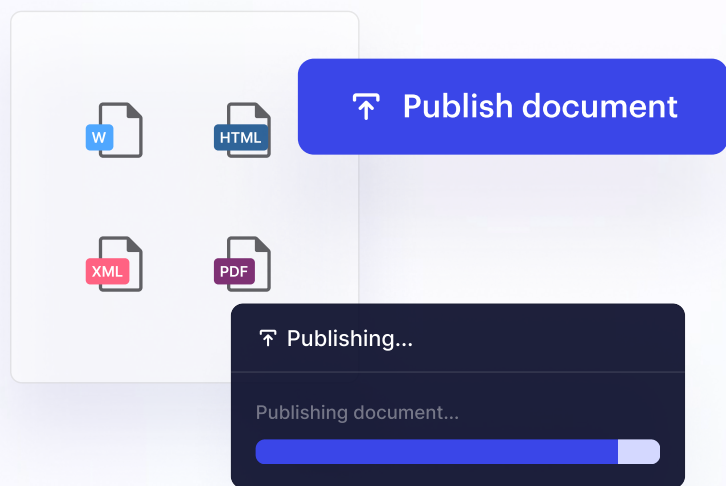 Publish document
W
HTML
XML
PDF
Publishing...
Publishing document...